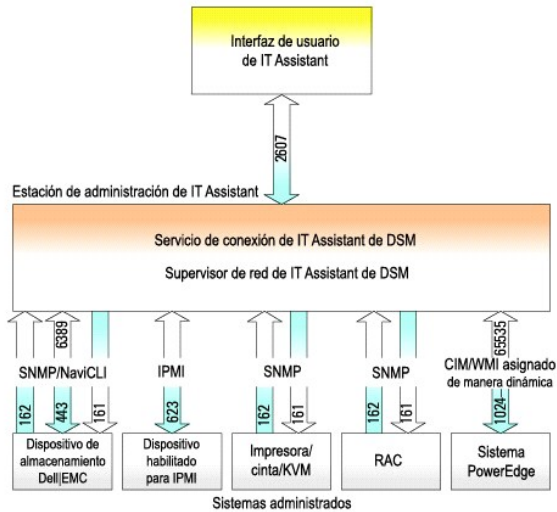 Interfaz de usuario
de IT Assistant
2607
Estación de administración de IT Assistant
Servicio de conexión de IT Assistant de DSM
Supervisor de red de IT Assistant de DSM
6389
65535
SNMP/NaviCLI
IPMI
SNMP
SNMP
CIM/WMI asignado
de manera dinámica
162
443
161
623
162
161
162
161
1024
Dispositivo de
almacenamiento
Dell|EMC
Dispositivo
habilitado
para IPMI
Impresora/
cinta/KVM
RAC
Sistema
PowerEdge
Sistemas administrados